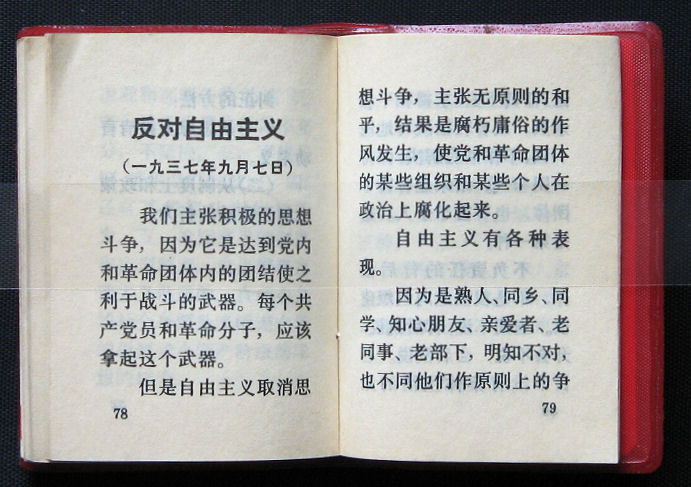 反对自由主义
（一九三七年九月七日）
我们主张积极的思想
斗争，因为它是达到党内
和革命团体内的团结使之
利于战斗的武器。每个共
产党员和革命分子，应该
拿起这个武器。
但是自由主义取消思
78
想斗争，主张无原则的和
平，结果是腐朽庸俗的作
风发生，使党和革命团体
的某些组织和某些个人在
政治上腐化起来。
自由主义有各种表
现。
因为是熟人、同乡、同
学、知心朋友、亲爱者、老
同事、老部下，明知不对，
也不同他们作原则上的争
79